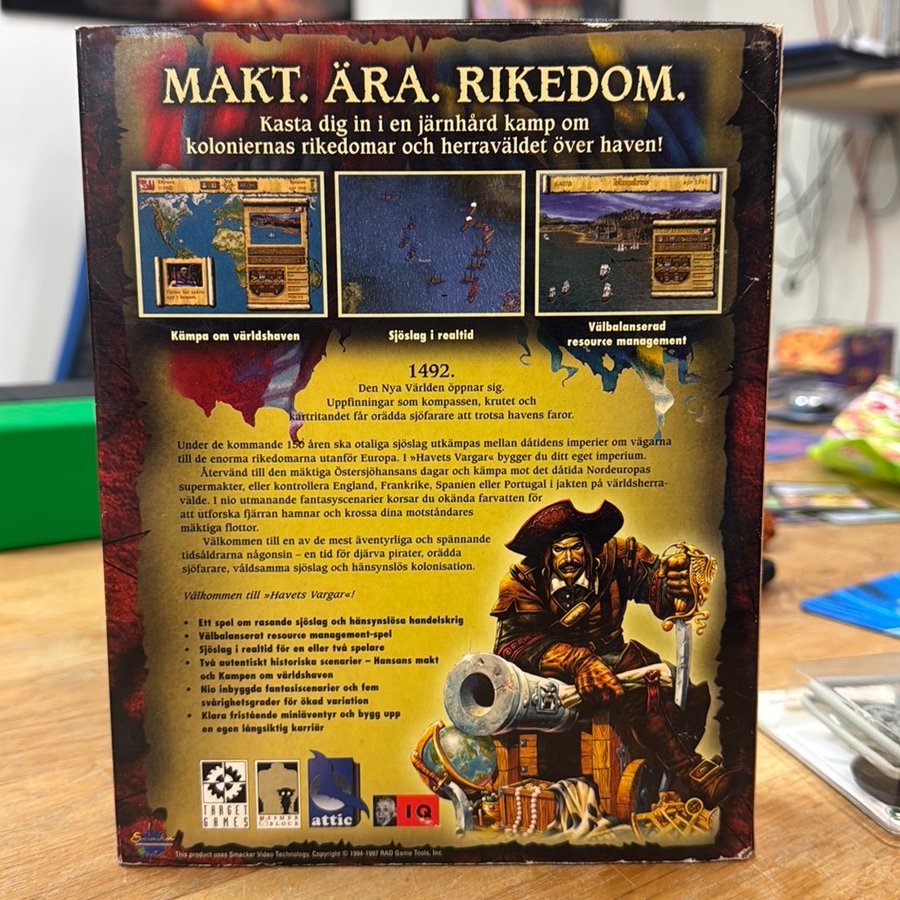 MAKT. ÄRA. RIKEDOM.
Kasta dig in i en järnhård kamp om
koloniernas rikedomar och herraväldet över haven!
Kämpa om världshaven
Sjöslag i realtid
Välbalanserad
resource management
1492.
Den Nya Världen öppnar sig.
Uppfinningar som kompassen, krutet och
kartritandet får orädda sjöfarare att trotsa havens faror.
Under de kommande 150 åren ska otaliga sjöslag utkämpas mellan dåtidens imperier om vägarna
till de enorma rikedomarna utanför Europa. I »Havets Vargar« bygger du ditt eget imperium.
Återvänd till den mäktiga Östersjöhansans dagar och kämpa mot det dåtida Nordeuropas
supermakter, eller kontrollera England, Frankrike, Spanien eller Portugal i jakten på världsherra-
välde. I nio utmanande fantasyscenarier korsar du okända farvatten för
att utforska fjärran hamnar och krossa dina motståndares
mäktiga flottor.
Välkommen till en av de mest äventyrliga och spännande
tidsåldrarna någonsin – en tid för djärva pirater, orädda
sjöfarare, våldsamma sjöslag och hänsynslös kolonisation.
Välkommen till »Havets Vargar«!
• Ett spel om rasande sjöslag och hänsynslösa handelskrig
• Välbalanserat resource management-spel
• Sjöslag i realtid för en eller två spelare
• Två autentiskt historiska scenarier – Hansans makt
och Kampen om världshaven
• Nio inbyggda fantasiscenarier och fem
svårighetsgrader för ökad variation
• Klara fristående miniäventyr och bygg upp
en egen långsiktig karriär
TARGET
GAMES
attic
IQ
Smacker
This product uses Smacker Video Technology. Copyright © 1994-1997 RAD Game Tools, Inc.